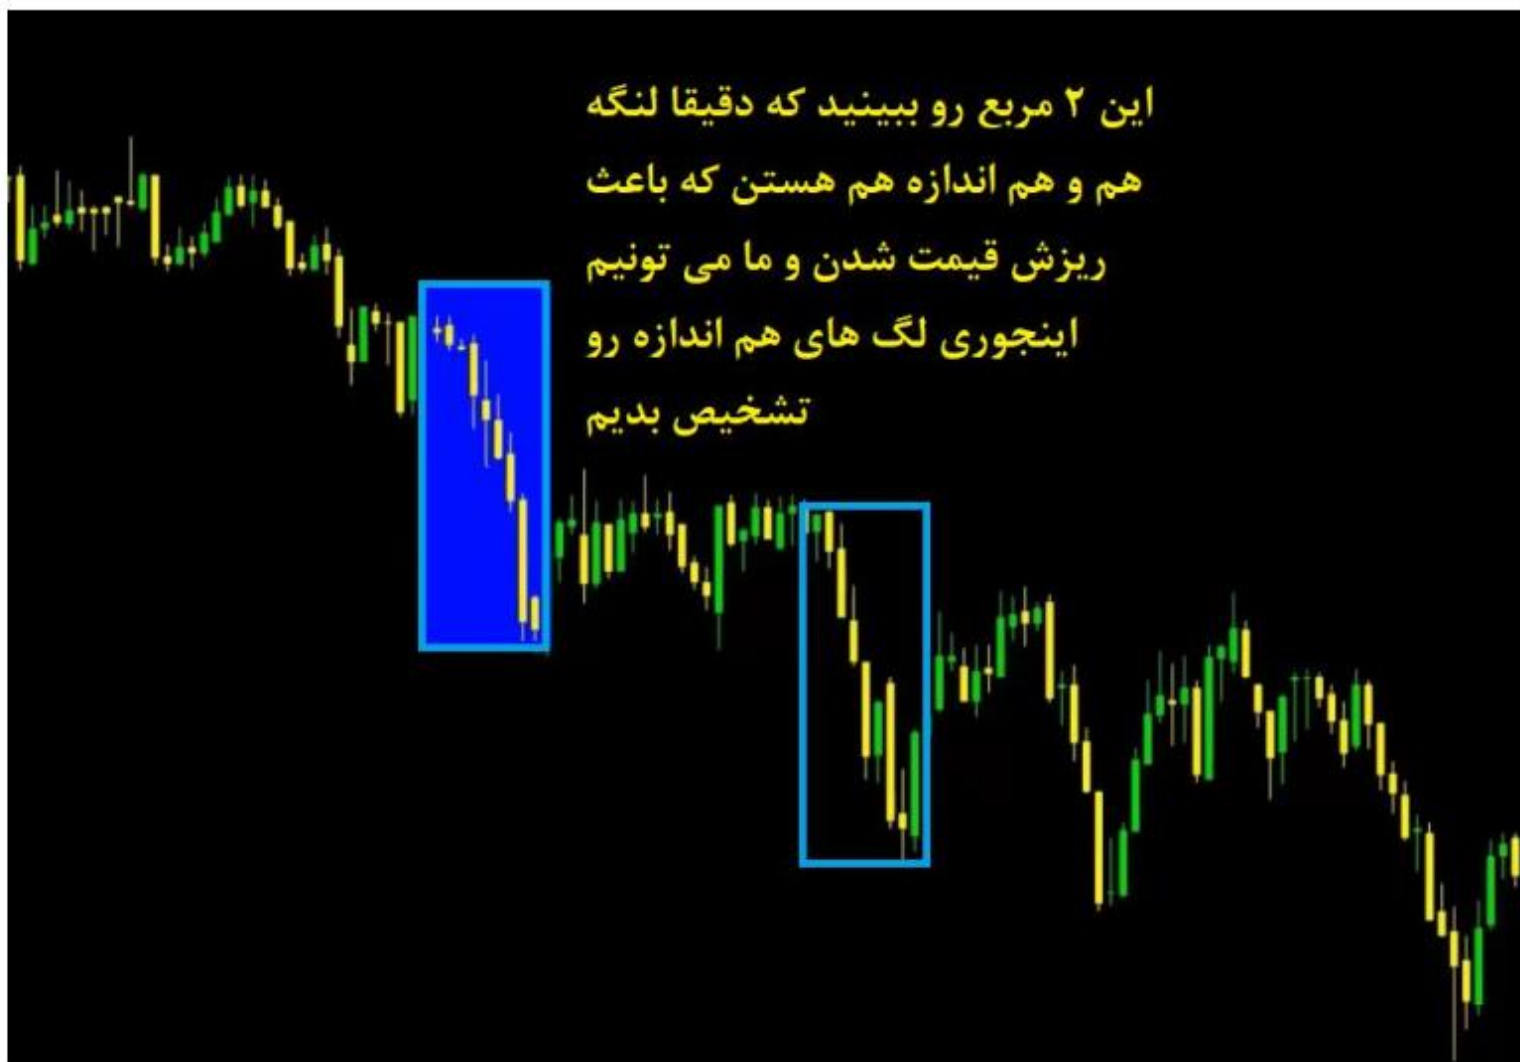 این ۲ مربع رو ببینید که دقیقا لنگه
هم و هم اندازه هم هستن که باعث
ریزش قیمت شدن و ما می تونیم
اینجوری لگ های هم اندازه رو
تشخیص بدیم